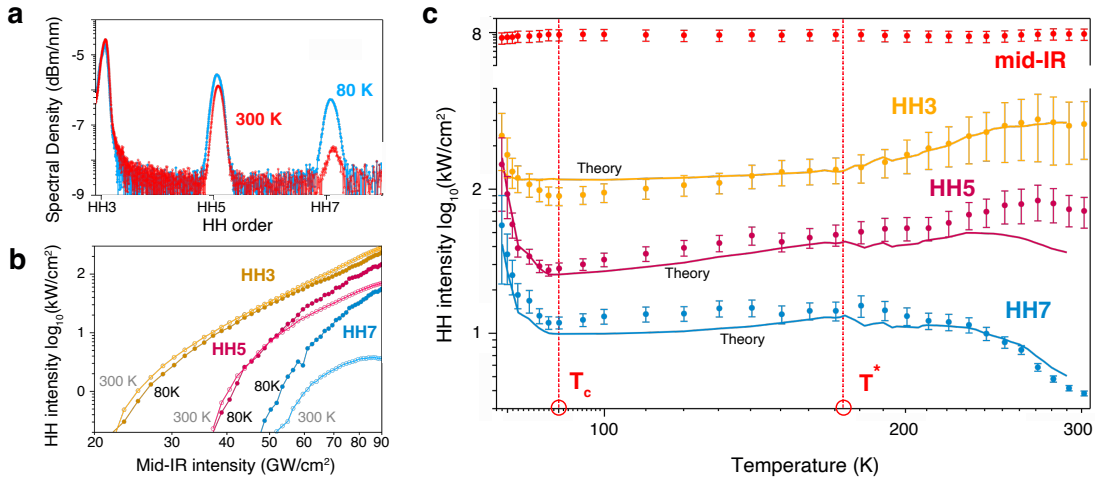 a
Spectral Density (dBm/nm)
-5
-7
-9
300 K
80 K
HH3
HH5
HH7
HH order
b
HH intensity log10(kW/cm²)
2
1
0
HH3
HH5
HH7
300 K
80K
300 K
80K
80K
300 K
20
30
40
50
60
70
80
90
Mid-IR intensity (GW/cm²)
c
HH intensity log10(kW/cm²)
8
2
1
mid-IR
HH3
Theory
HH5
Theory
HH7
Theory
Tc
T*
100
200
300
Temperature (K)